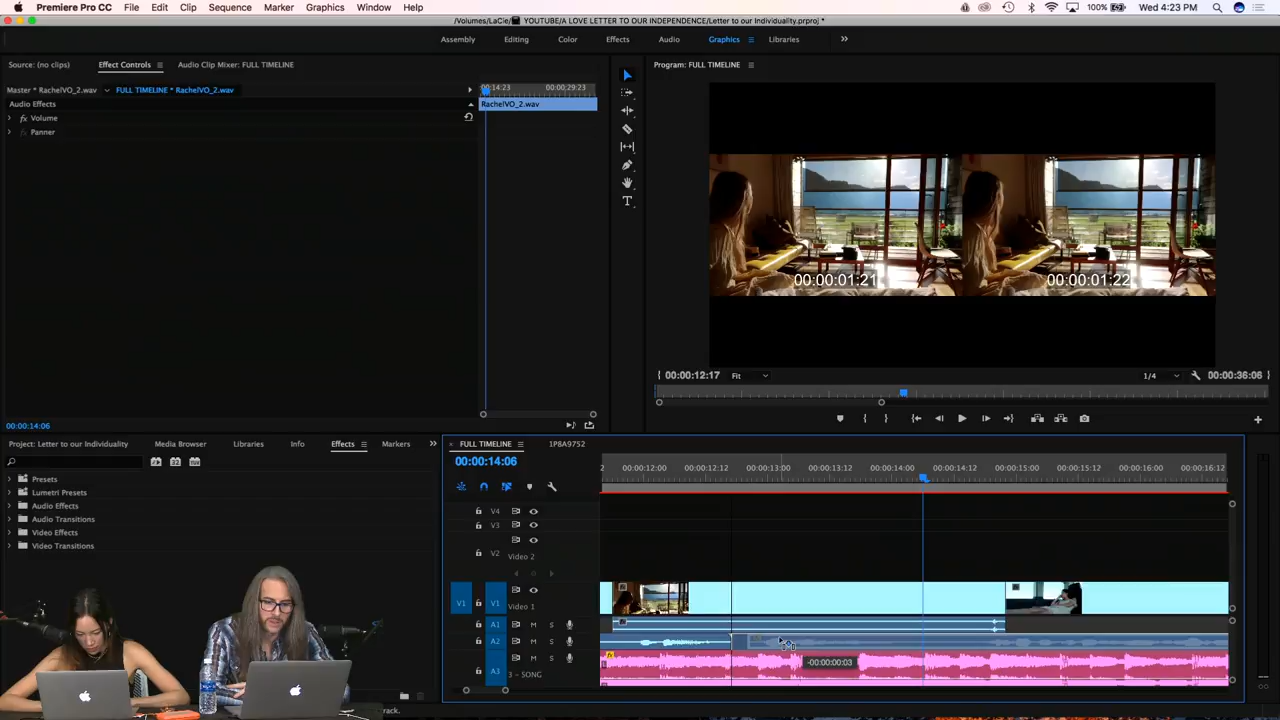 Premiere Pro CC File Edit Clip Sequence Marker Graphics Window Help 100% Wed 4:23 PM
/Volumes/LaCie/ YOUTUBE/A LOVE LETTER TO OUR INDEPENDENCE/Letter to our Individuality.prproj *
Assembly Editing Color Effects Audio Graphics Libraries
Source: (no clips) Effect Controls Audio Clip Mixer: FULL TIMELINE Program: FULL TIMELINE
Master * RachelVO_2.wav FULL TIMELINE * RachelVO_2.wav 00:14:23 00;00;29:23
Audio Effects RachelVO_2.wav
fx Volume
fx Panner
00:00:01:21 00:00:01:22
00:00:12:17 Fit 1/4 00:00:36:06
00:00:14:06
Project: Letter to our Individuality Media Browser Libraries Info Effects Markers FULL TIMELINE 1P8A9752
00:00:14:06 2 00:00:12:00 00:00:12:12 00:00:13:00 00:00:13:12 00:00:14:00 00:00:14:12 00:00:15:00 00:00:15:12 00:00:16:00 00:00:16:12
Presets
Lumetri Presets
Audio Effects
Audio Transitions
Video Effects
Video Transitions
V4
V3
V2 Video 2
V1 V1 Video 1
A1 M S
A2 M S
M S
A3 3 - SONG
-00:00:00:03
rack.